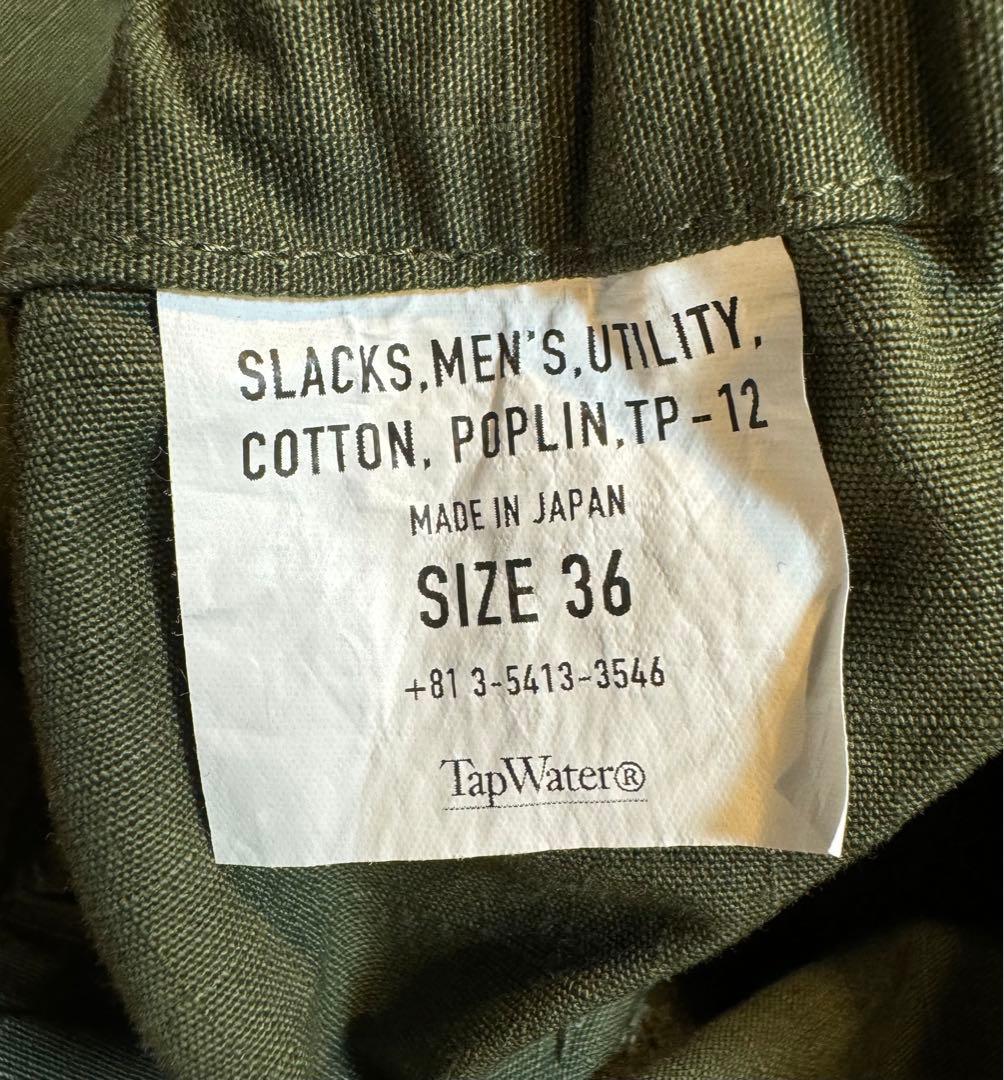 SLACKS,MEN'S,UTILITY,
COTTON, POPLIN,TP-12
MADE IN JAPAN
SIZE 36
+81 3-5413-3546
TapWater®